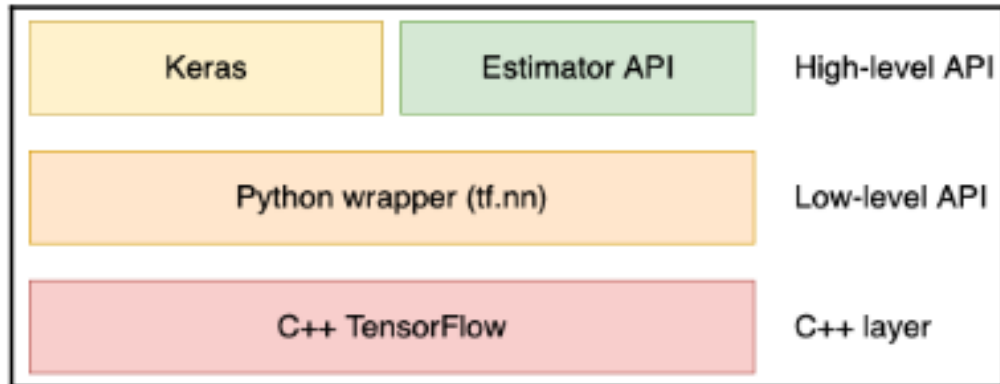 Keras Estimator API High-level API
Python wrapper (tf.nn) Low-level API
C++ TensorFlow C++ layer